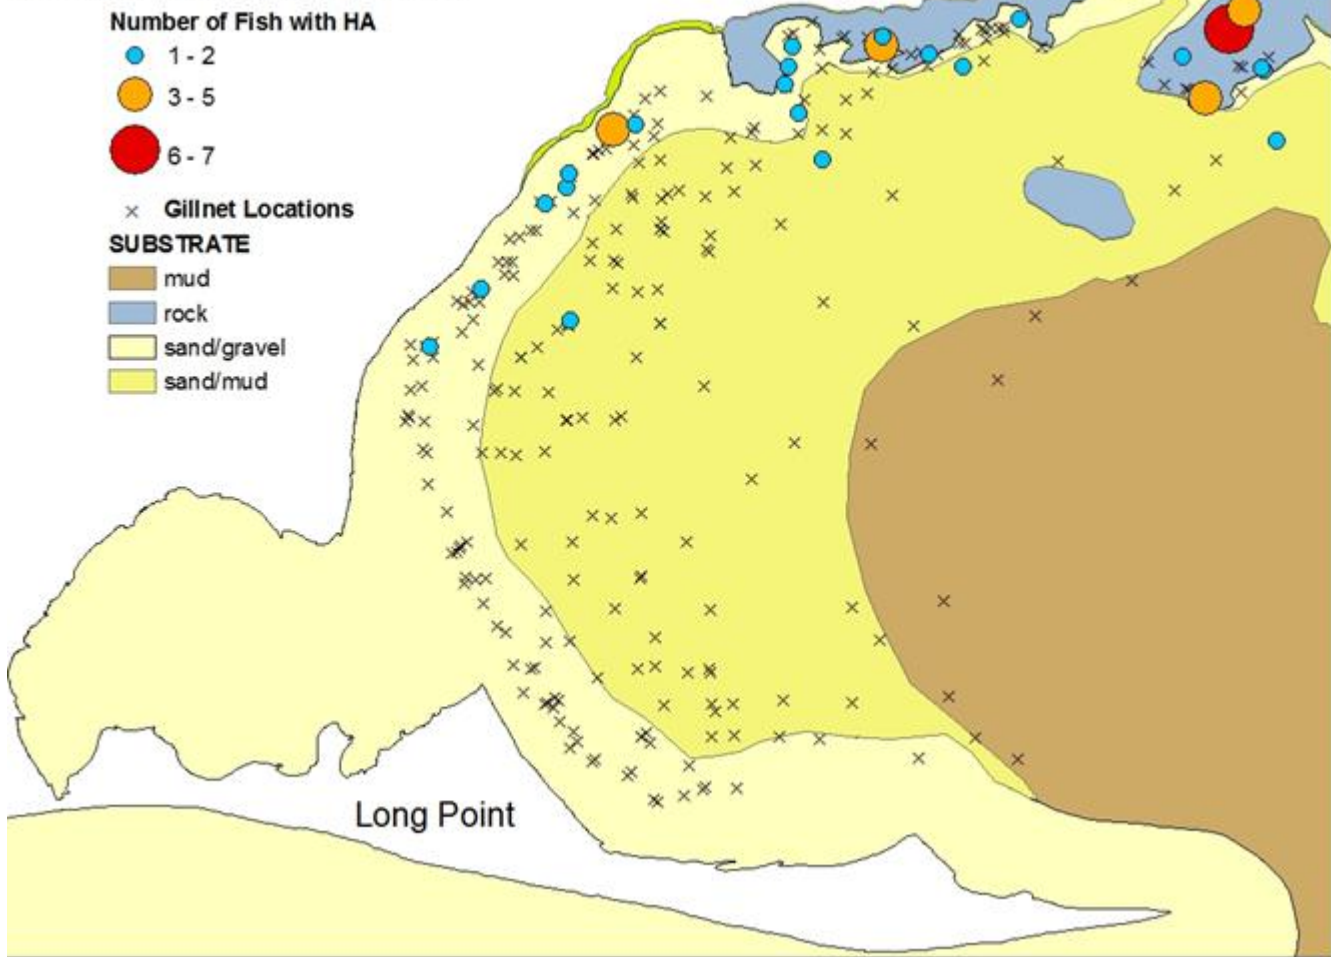 Number of Fish with HA
1 - 2
3 - 5
6 - 7
Gillnet Locations
SUBSTRATE
mud
rock
sand/gravel
sand/mud
Long Point